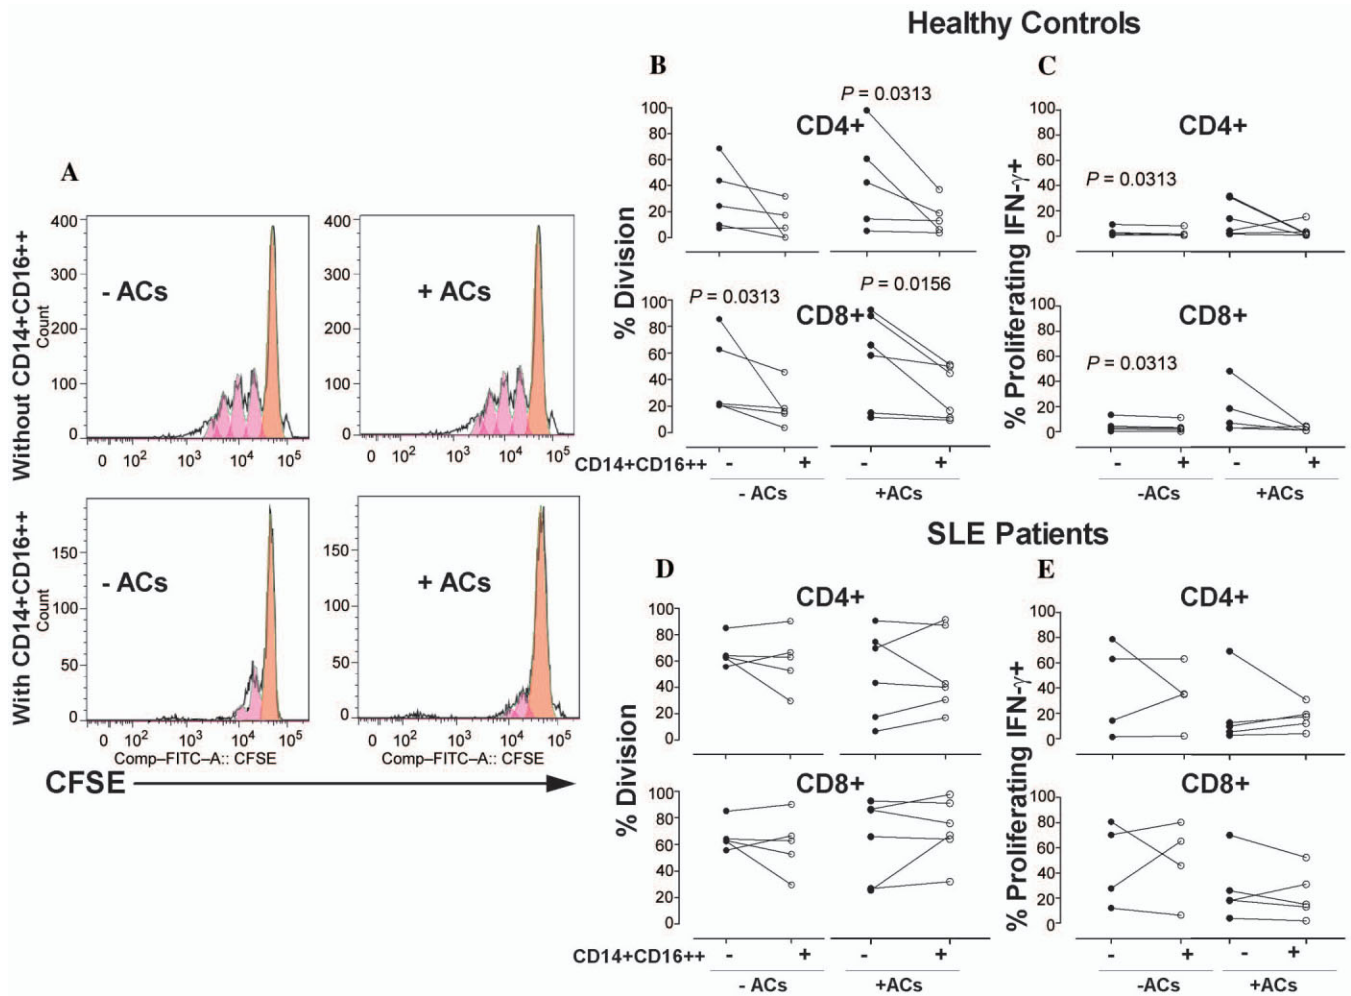 Healthy Controls
A
Without CD14+CD16++
Count
400
300
200
100
0
- ACs
0 10² 10³ 10⁴ 10⁵
400
300
200
100
0
+ ACs
0 10² 10³ 10⁴ 10⁵
With CD14+CD16++
Count
150
100
50
0
- ACs
0 10² 10³ 10⁴ 10⁵
Comp–FITC–A:: CFSE
150
100
50
0
+ ACs
0 10² 10³ 10⁴ 10⁵
Comp–FITC–A:: CFSE
CFSE
B
% Division
100
80
60
40
20
0
CD4+
P = 0.0313
100
80
60
40
20
0
P = 0.0313
CD8+
P = 0.0156
CD14+CD16++ - + - +
- ACs +ACs
C
% Proliferating IFN-γ+
100
80
60
40
20
0
CD4+
P = 0.0313
100
80
60
40
20
0
CD8+
P = 0.0313
- + - +
-ACs +ACs
SLE Patients
D
% Division
100
80
60
40
20
0
CD4+
100
80
60
40
20
0
CD8+
CD14+CD16++ - + - +
- ACs +ACs
E
% Proliferating IFN-γ+
100
80
60
40
20
0
CD4+
100
80
60
40
20
0
CD8+
- + - +
-ACs +ACs